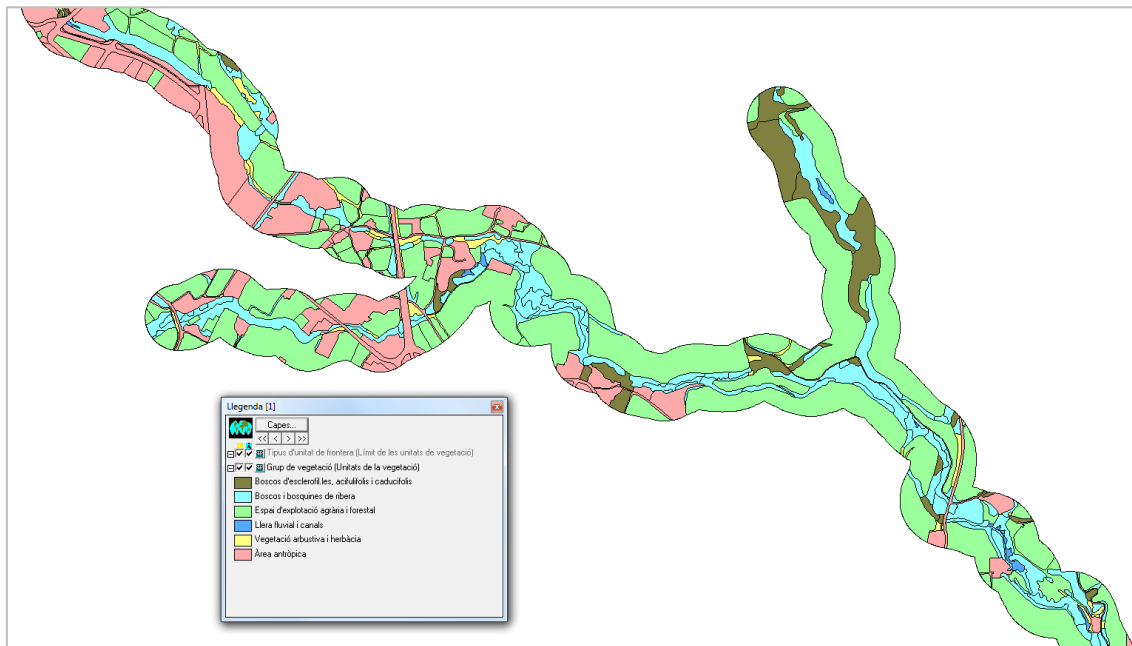 Llegenda [1]
Capes...
<< < > >>
Tipus d'unitat de frontera (Límit de les unitats de vegetació)
Grup de vegetació (Unitats de la vegetació)
Boscos d'esclerofil.les, acifulifolis i caducifolis
Boscos i bosquines de ribera
Espai d'explotació agrària i forestal
Llera fluvial i canals
Vegetació arbustiva i herbàcia
Àrea antròpica